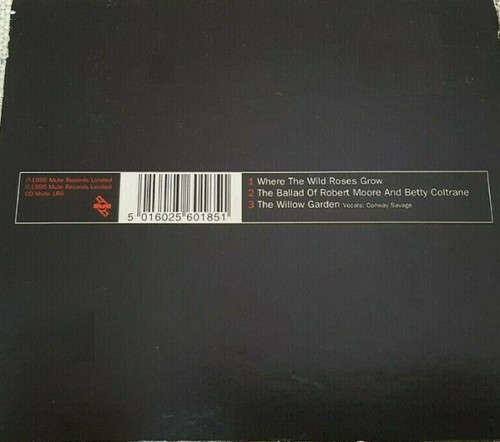 ℗1995 Mute Records Limited
©1995 Mute Records Limited
CD Mute 185
5 016025 601851
1 Where The Wild Roses Grow
2 The Ballad Of Robert Moore And Betty Coltrane
3 The Willow Garden Vocals: Conway Savage